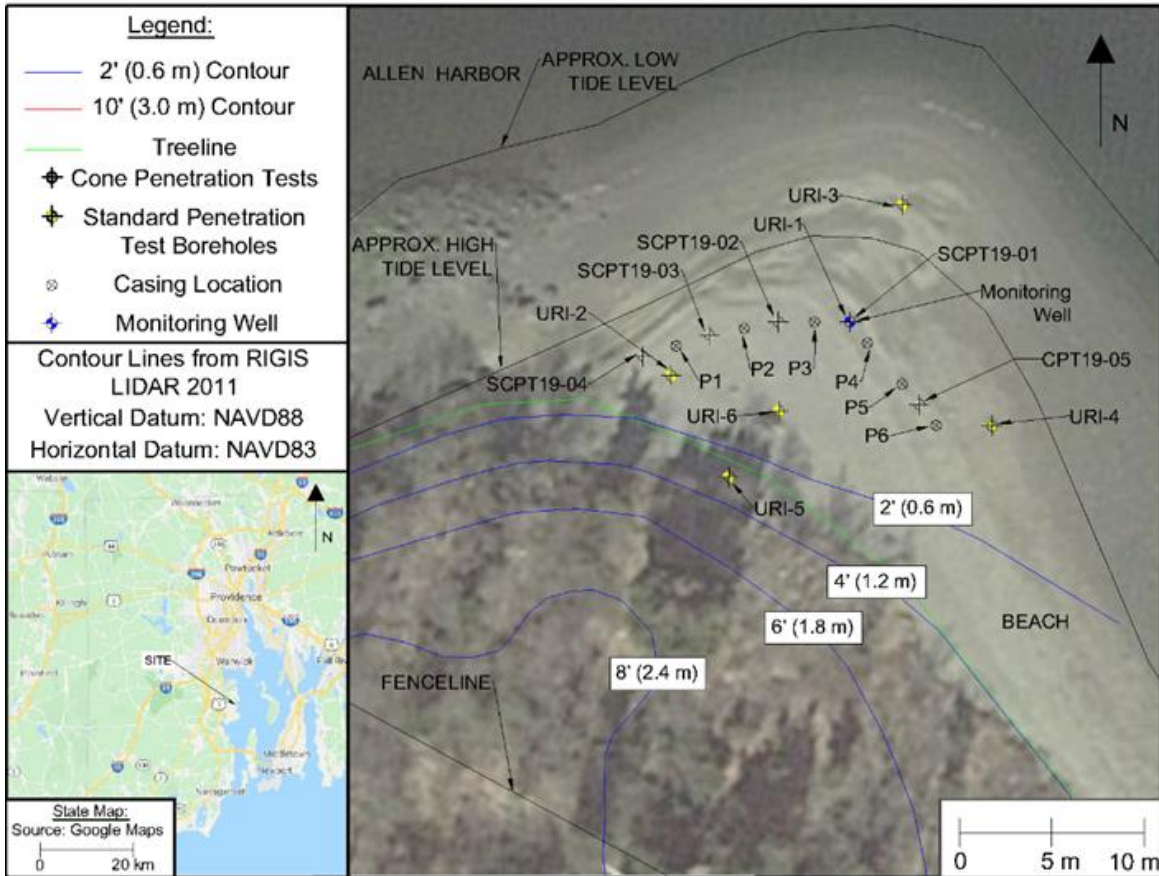 Legend:
2' (0.6 m) Contour
10' (3.0 m) Contour
Treeline
Cone Penetration Tests
Standard Penetration
Test Boreholes
Casing Location
Monitoring Well
Contour Lines from RIGIS
LIDAR 2011
Vertical Datum: NAVD88
Horizontal Datum: NAVD83
N
SITE
Pawtucket
Providence
Cranston
Warwick
Middletown
Newport
Narragansett
State Map:
Source: Google Maps
0
20 km
ALLEN HARBOR
APPROX. LOW
TIDE LEVEL
N
URI-3
URI-1
SCPT19-02
SCPT19-01
APPROX. HIGH
TIDE LEVEL
SCPT19-03
Monitoring
Well
URI-2
CPT19-05
SCPT19-04
P1
P2
P3
P4
P5
P6
URI-6
URI-4
URI-5
2' (0.6 m)
4' (1.2 m)
6' (1.8 m)
8' (2.4 m)
BEACH
FENCELINE
0
5 m
10 m